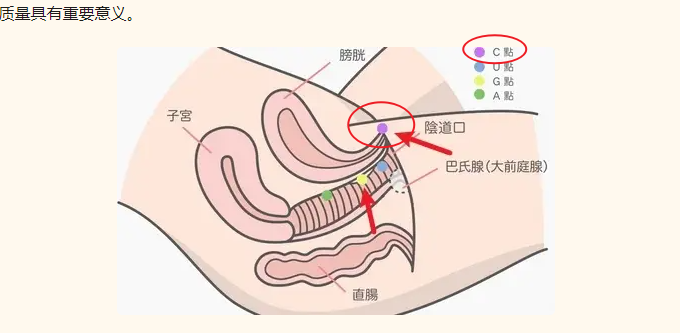 质量具有重要意义。
C 點
U 點
G 點
A 點
膀胱
子宮
陰道口
巴氏腺(大前庭腺)
直腸